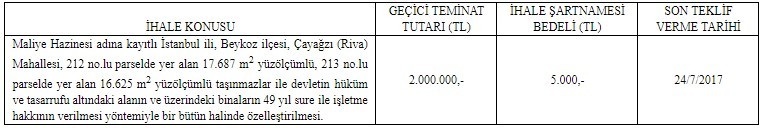 İHALE KONUSU
GEÇİCİ TEMİNAT
TUTARI (TL)
İHALE ŞARTNAMESİ
BEDELİ (TL)
SON TEKLİF
VERME TARİHİ
Maliye Hazinesi adına kayıtlı İstanbul ili, Beykoz ilçesi, Çayağzı (Riva)
Mahallesi, 212 no.lu parselde yer alan 17.687 m² yüzölçümlü, 213 no.lu
parselde yer alan 16.625 m² yüzölçümlü taşınmazlar ile devletin hüküm
ve tasarrufu altındaki alanın ve üzerindeki binaların 49 yıl sure ile işletme
hakkının verilmesi yöntemiyle bir bütün halinde özelleştirilmesi.
2.000.000,-
5.000,-
24/7/2017